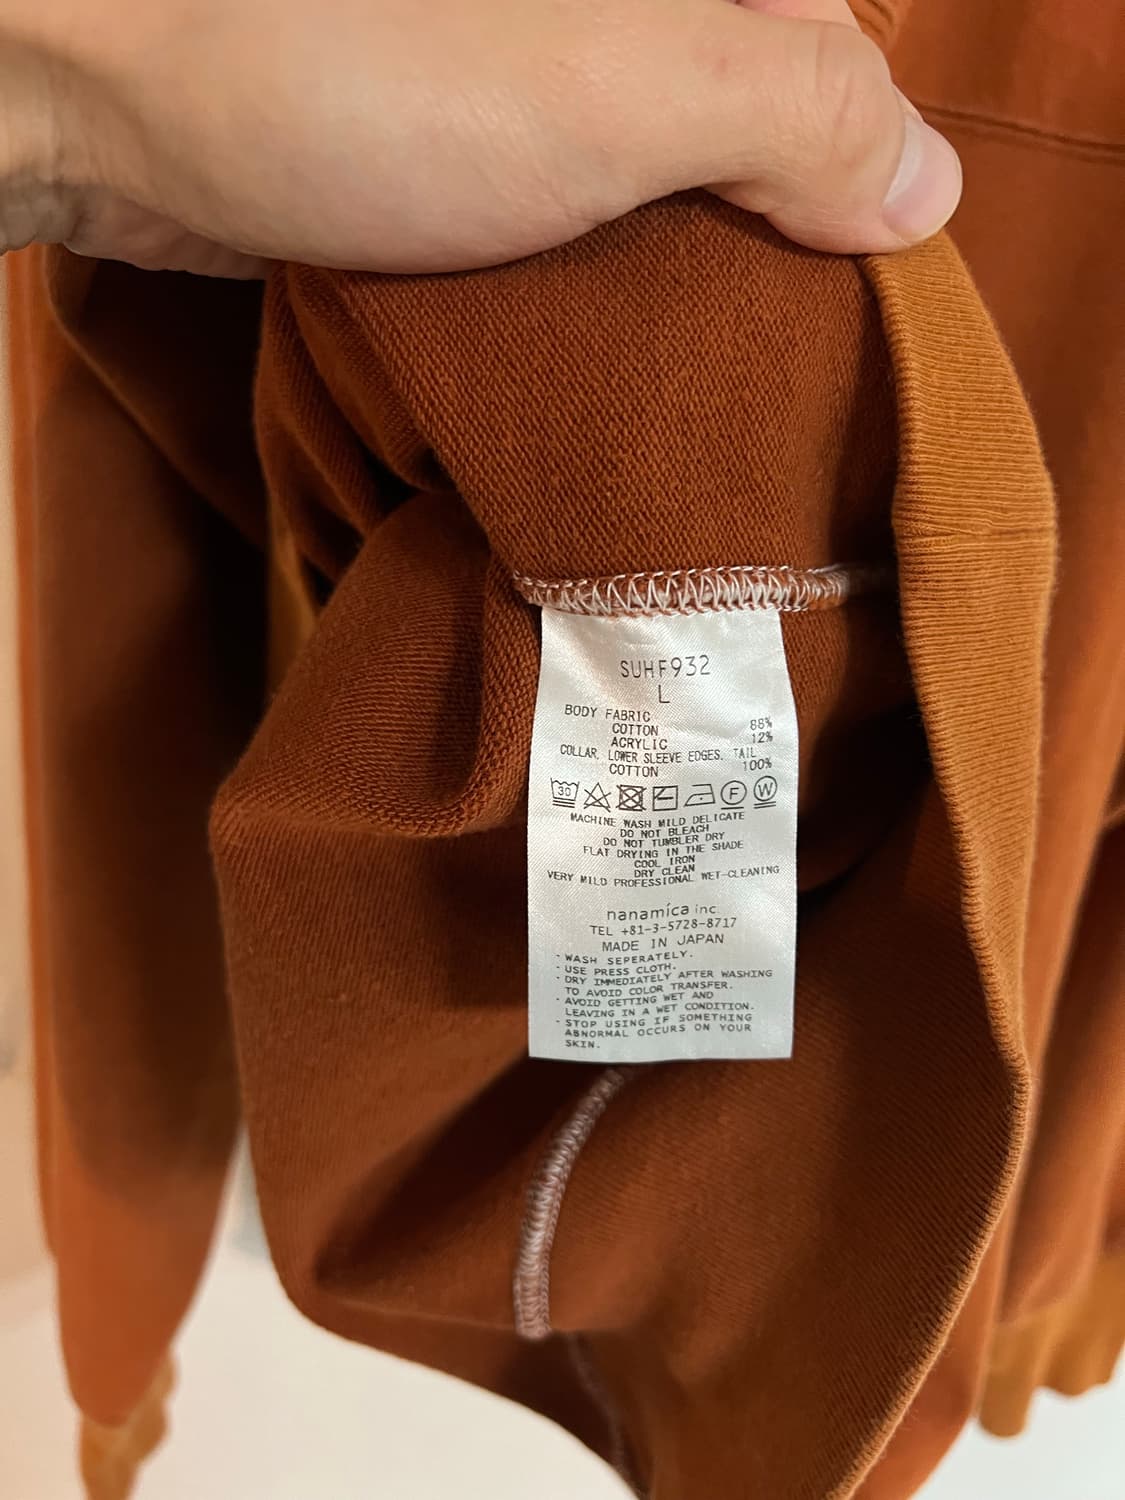 SUHF932
L
BODY FABRIC
COTTON 88%
ACRYLIC 12%
COLLAR, LOWER SLEEVE EDGES, TAIL
COTTON 100%
30 F W
MACHINE WASH MILD DELICATE
DO NOT BLEACH
DO NOT TUMBLER DRY
FLAT DRYING IN THE SHADE
COOL IRON
DRY CLEAN
VERY MILD PROFESSIONAL WET-CLEANING
nanamica inc.
TEL +81-3-5728-8717
MADE IN JAPAN
・WASH SEPERATELY.
・USE PRESS CLOTH.
・DRY IMMEDIATELY AFTER WASHING
TO AVOID COLOR TRANSFER.
・AVOID GETTING WET AND
LEAVING IN A WET CONDITION.
・STOP USING IF SOMETHING
ABNORMAL OCCURS ON YOUR
SKIN.